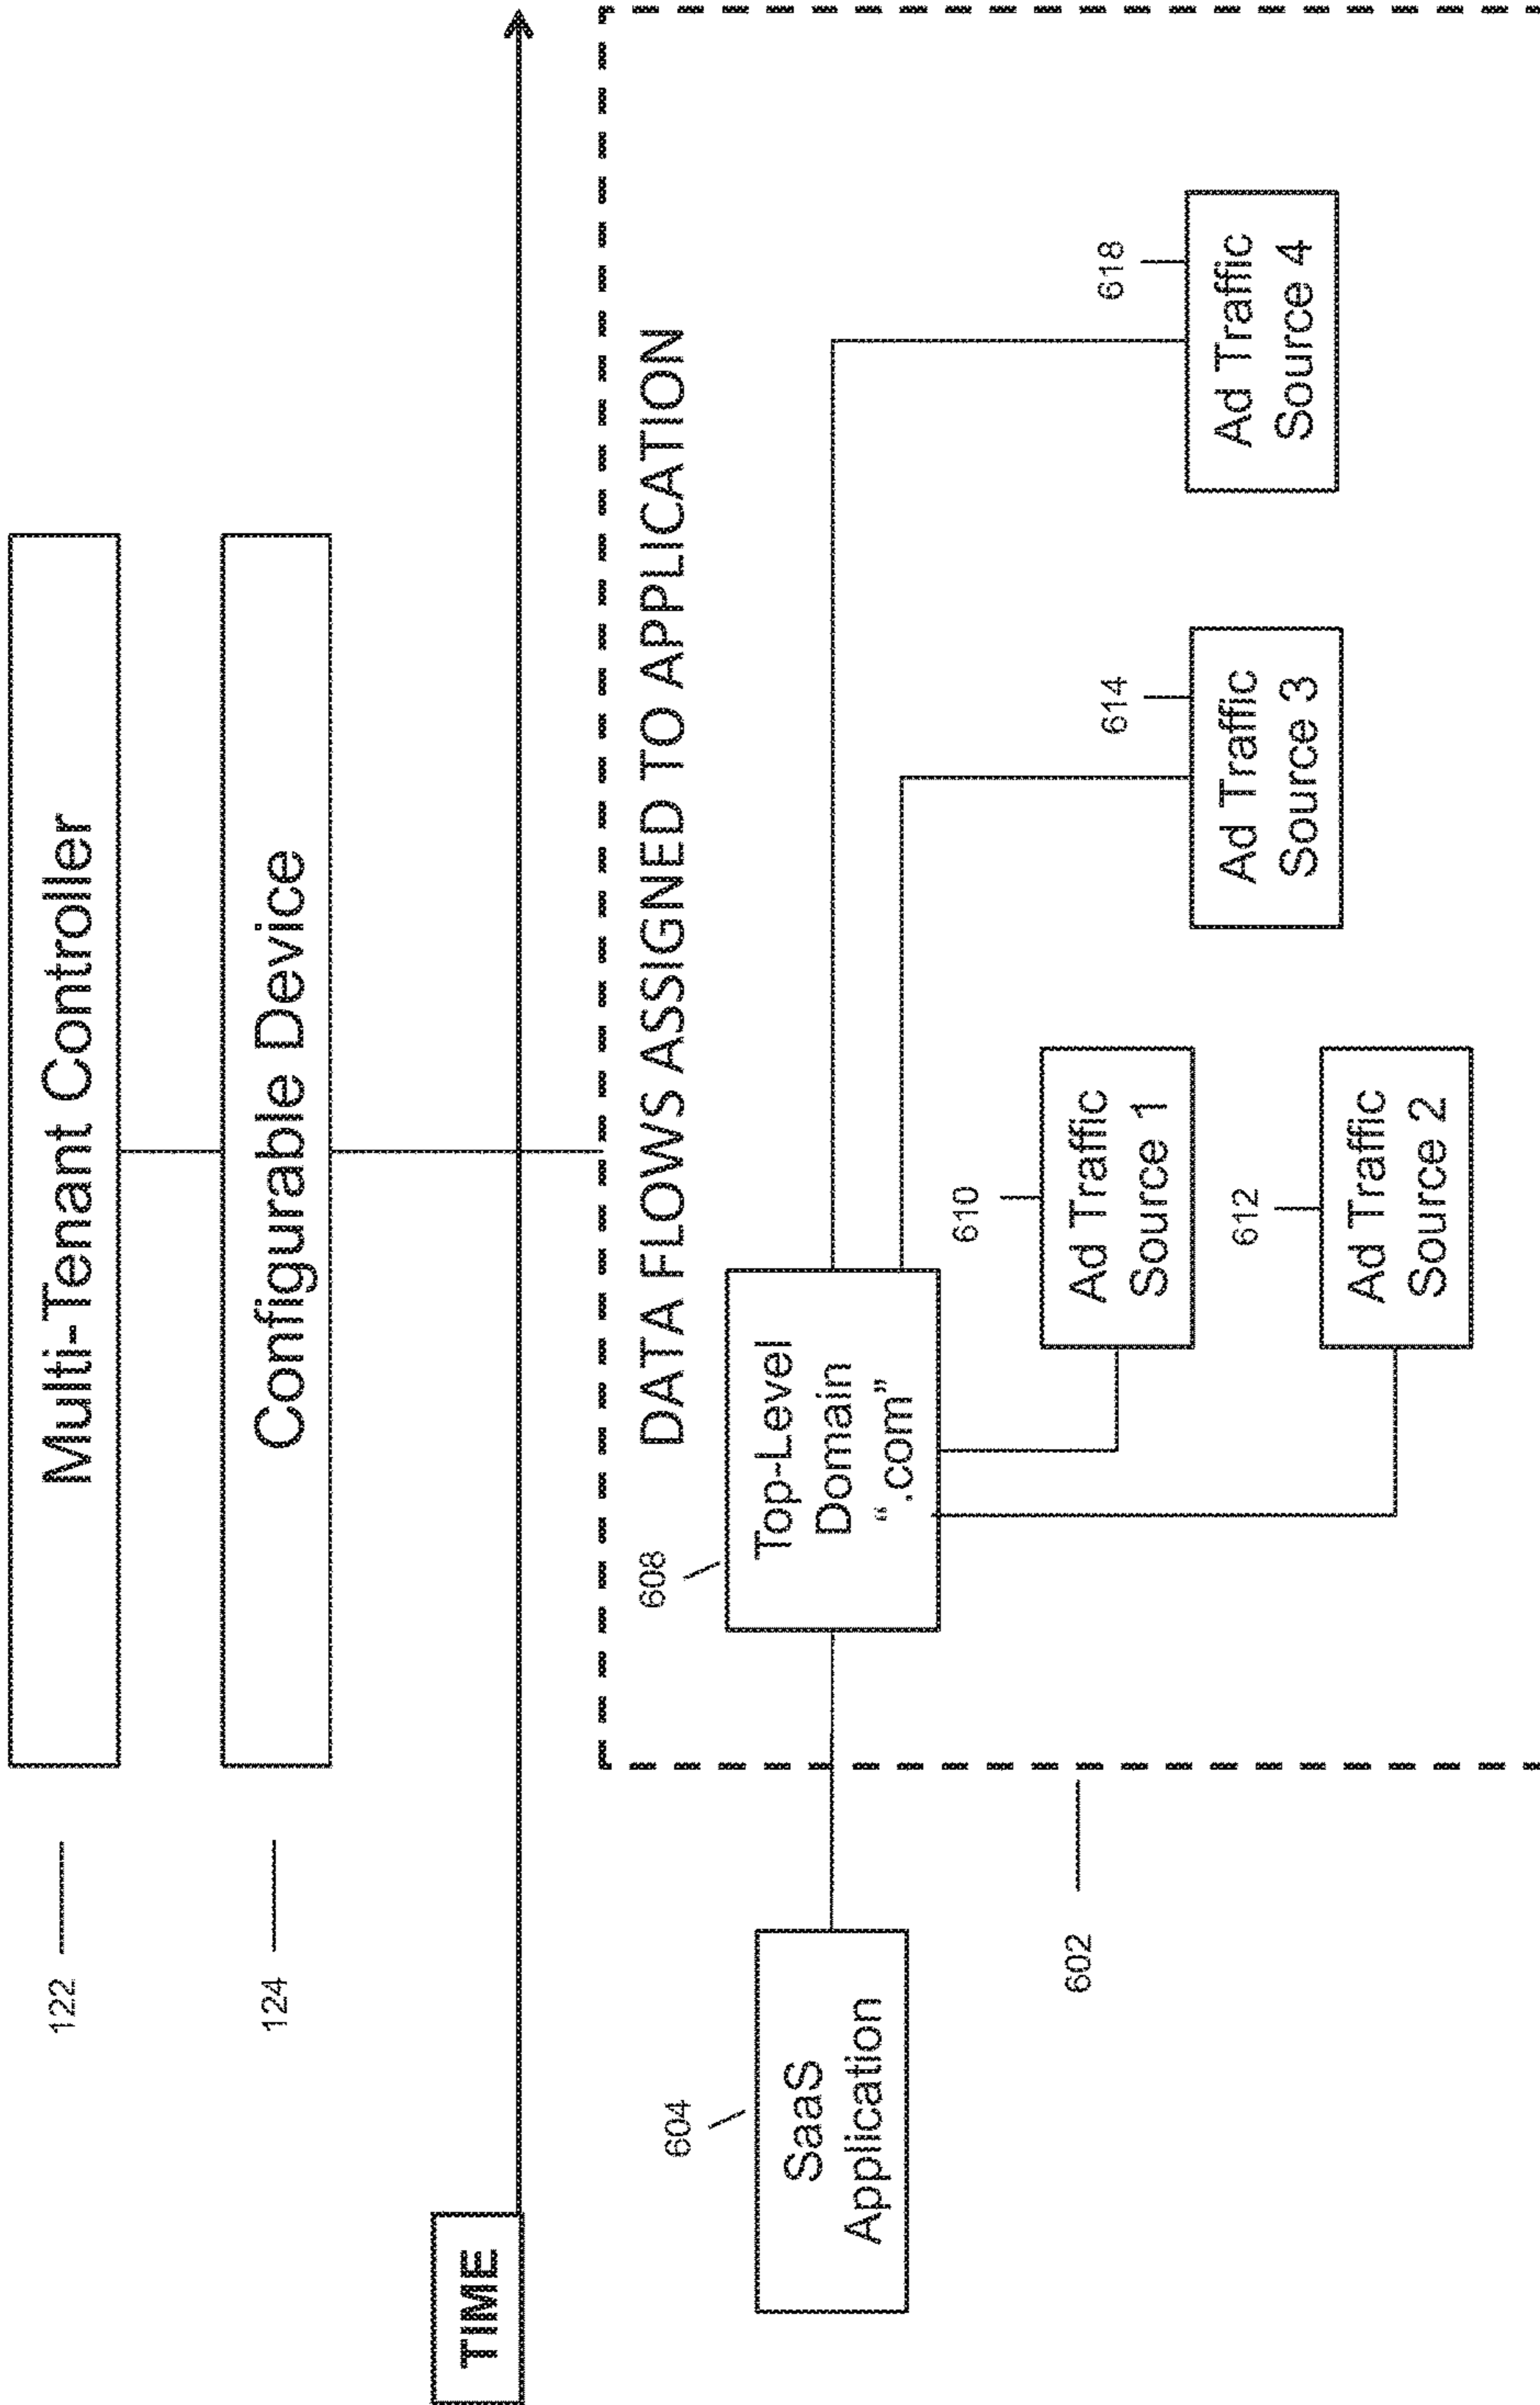 122
Multi-Tenant Controller
124
Configurable Device
TIME
DATA FLOWS ASSIGNED TO APPLICATION
604
SaaS
Application
608
Top-Level
Domain
“.com”
602
610
Ad Traffic
Source 1
612
Ad Traffic
Source 2
614
Ad Traffic
Source 3
618
Ad Traffic
Source 4